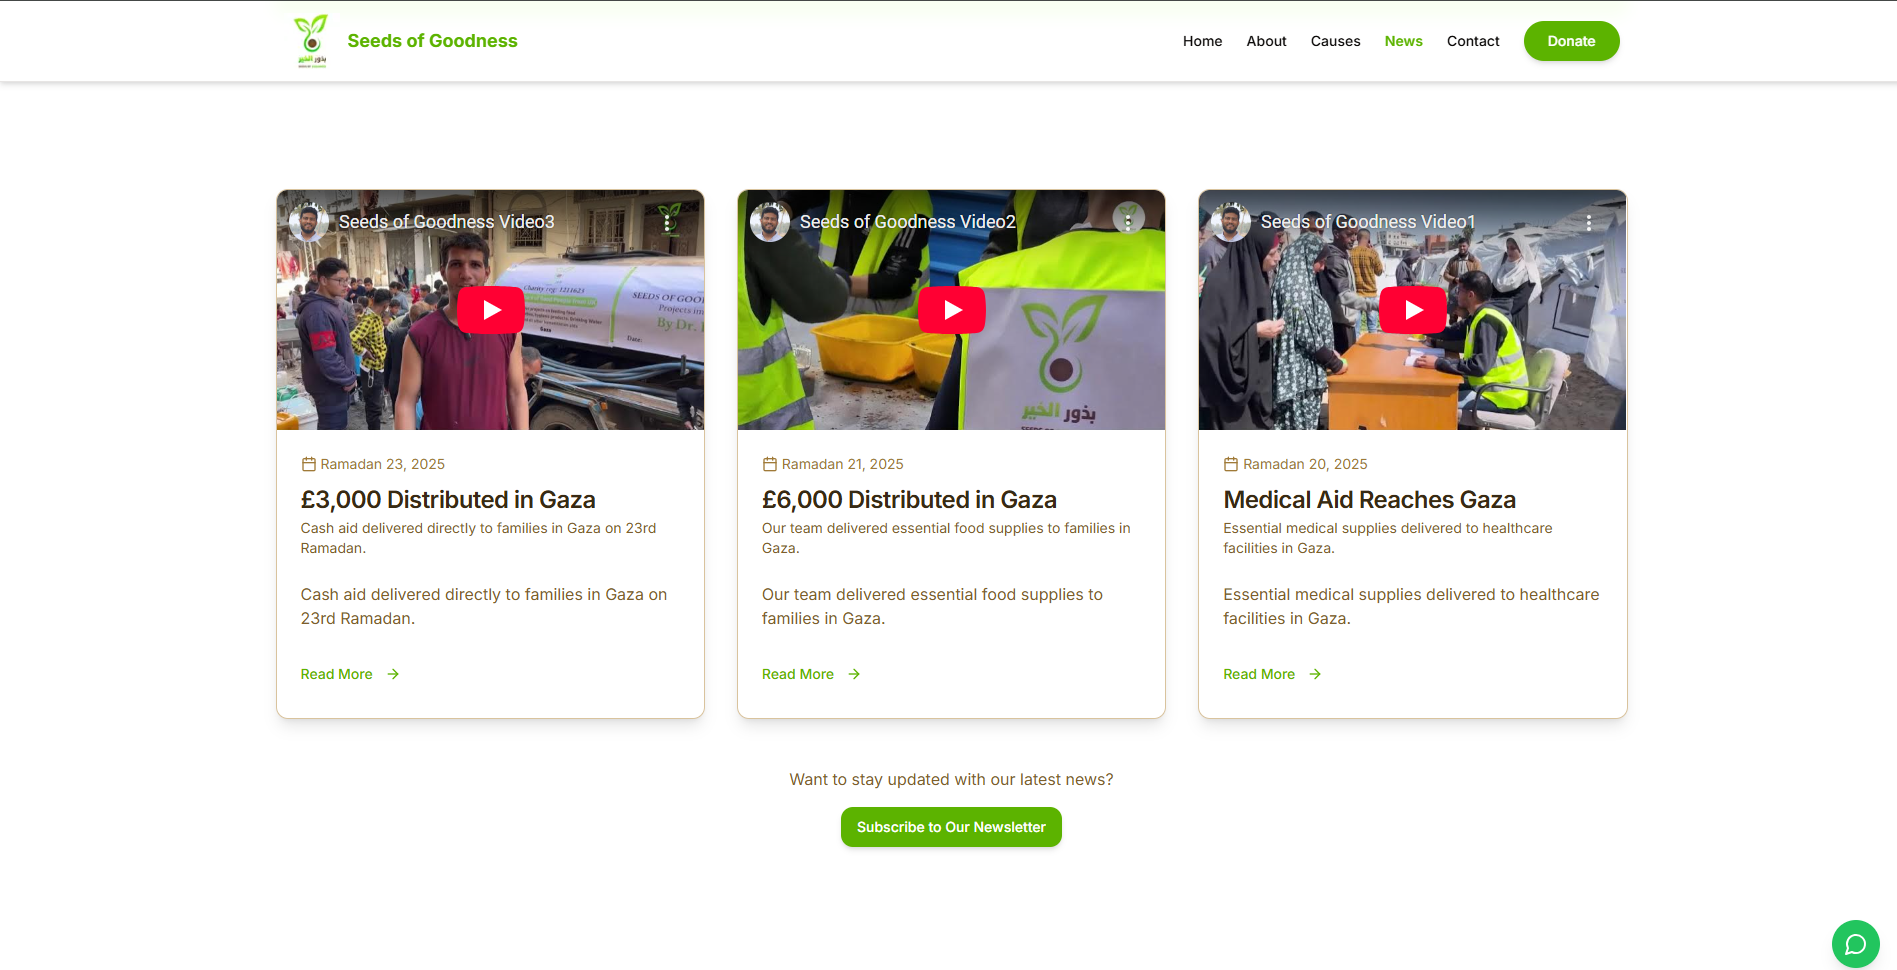 بذور الخير
Seeds of Goodness
Home
About
Causes
News
Contact
Donate
Seeds of Goodness Video3
Charity reg: 1221623
SEEDS OF GOO
Projects
By Dr.
Gaza
Date:
Ramadan 23, 2025
£3,000 Distributed in Gaza
Cash aid delivered directly to families in Gaza on 23rd
Ramadan.
Cash aid delivered directly to families in Gaza on
23rd Ramadan.
Read More
Seeds of Goodness Video2
بذور الخير
Ramadan 21, 2025
£6,000 Distributed in Gaza
Our team delivered essential food supplies to families in
Gaza.
Our team delivered essential food supplies to
families in Gaza.
Read More
Seeds of Goodness Video1
Ramadan 20, 2025
Medical Aid Reaches Gaza
Essential medical supplies delivered to healthcare
facilities in Gaza.
Essential medical supplies delivered to healthcare
facilities in Gaza.
Read More
Want to stay updated with our latest news?
Subscribe to Our Newsletter